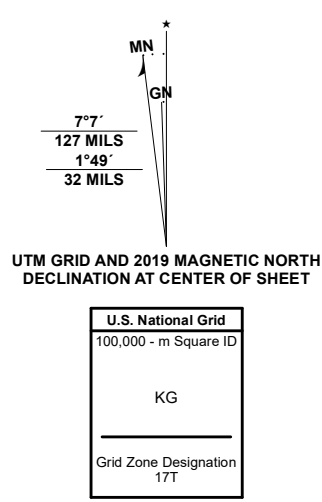 MN
GN
7°7´
127 MILS
1°49´
32 MILS
UTM GRID AND 2019 MAGNETIC NORTH
DECLINATION AT CENTER OF SHEET
U.S. National Grid
100,000 - m Square ID
KG
Grid Zone Designation
17T